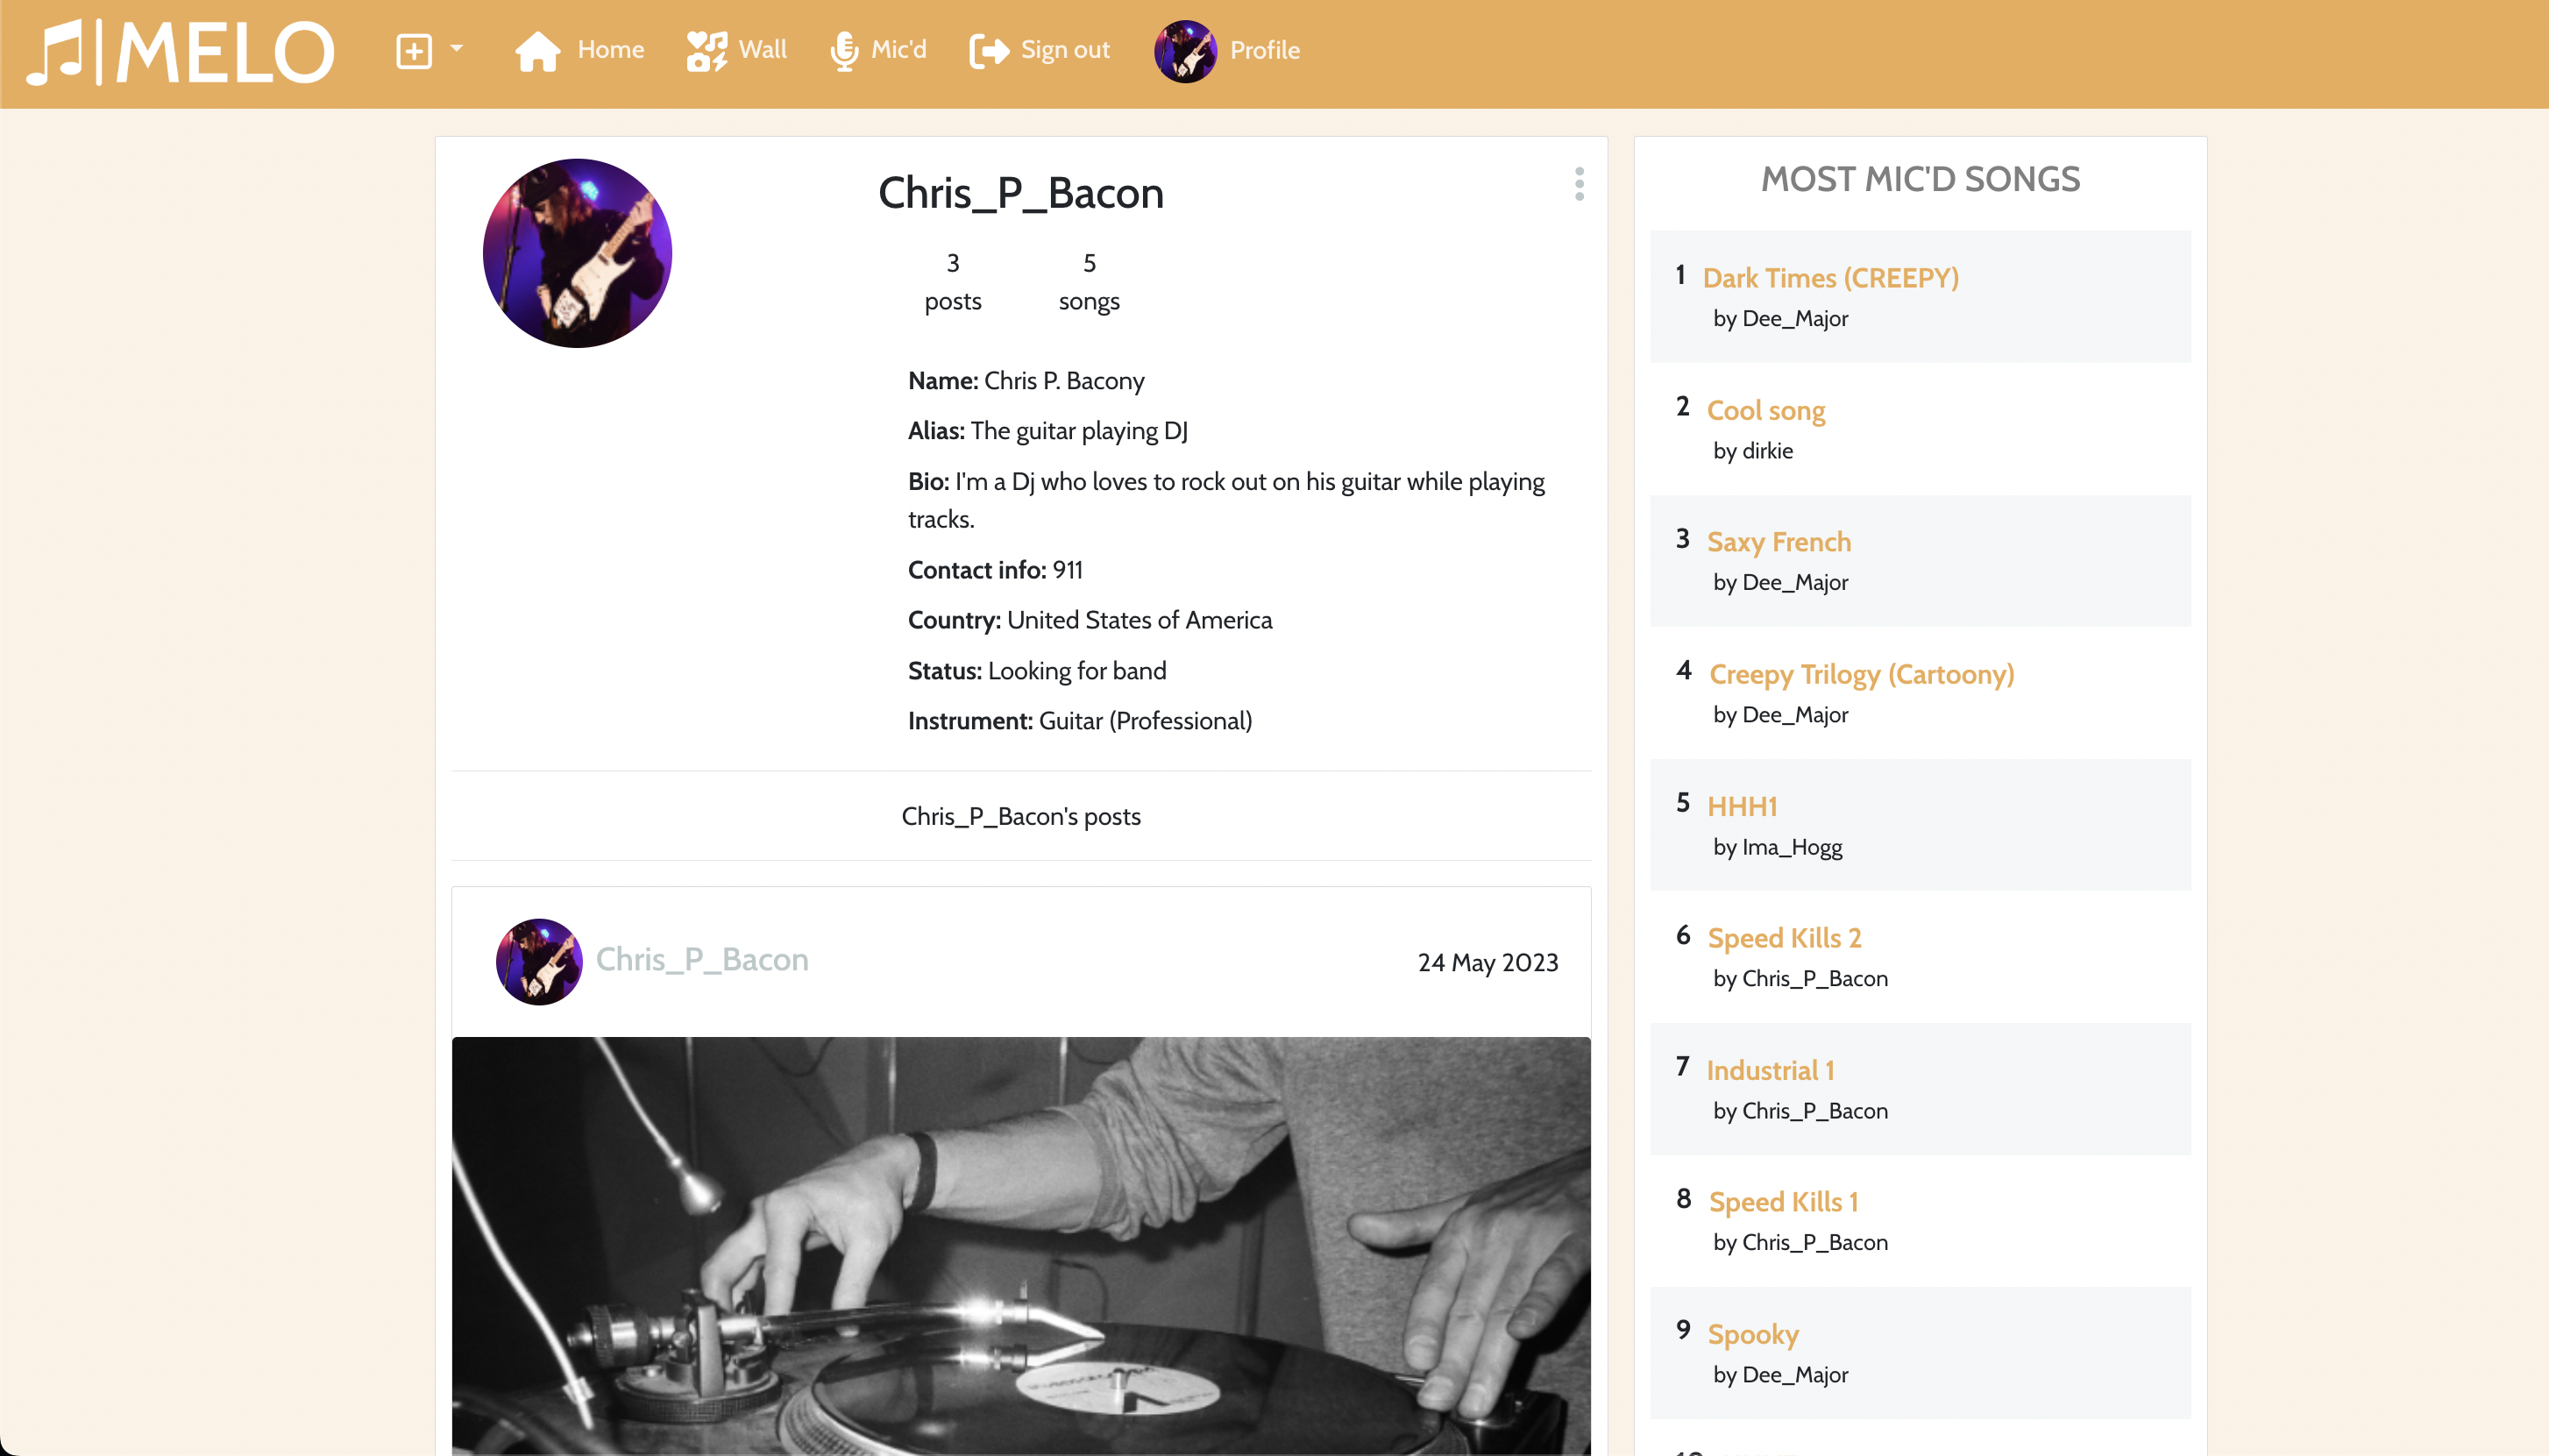 MELO
Home
Wall
Mic'd
Sign out
Profile
Chris_P_Bacon
3
posts
5
songs
Name: Chris P. Bacony
Alias: The guitar playing DJ
Bio: I'm a Dj who loves to rock out on his guitar while playing
tracks.
Contact info: 911
Country: United States of America
Status: Looking for band
Instrument: Guitar (Professional)
Chris_P_Bacon's posts
Chris_P_Bacon
24 May 2023
MOST MIC'D SONGS
1 Dark Times (CREEPY)
by Dee_Major
2 Cool song
by dirkie
3 Saxy French
by Dee_Major
4 Creepy Trilogy (Cartoony)
by Dee_Major
5 HHH1
by Ima_Hogg
6 Speed Kills 2
by Chris_P_Bacon
7 Industrial 1
by Chris_P_Bacon
8 Speed Kills 1
by Chris_P_Bacon
9 Spooky
by Dee_Major